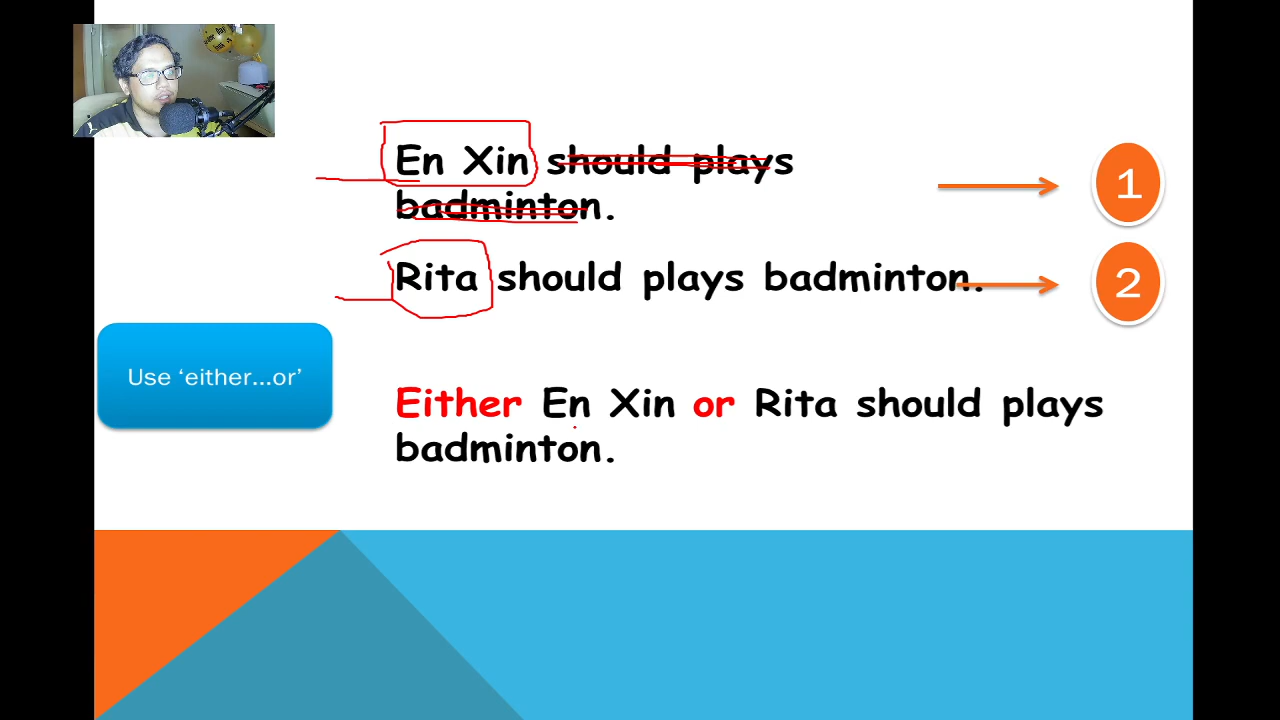 En Xin should plays
badminton.
1
Rita should plays badminton.
2
Use ‘either...or’
Either En Xin or Rita should plays
badminton.